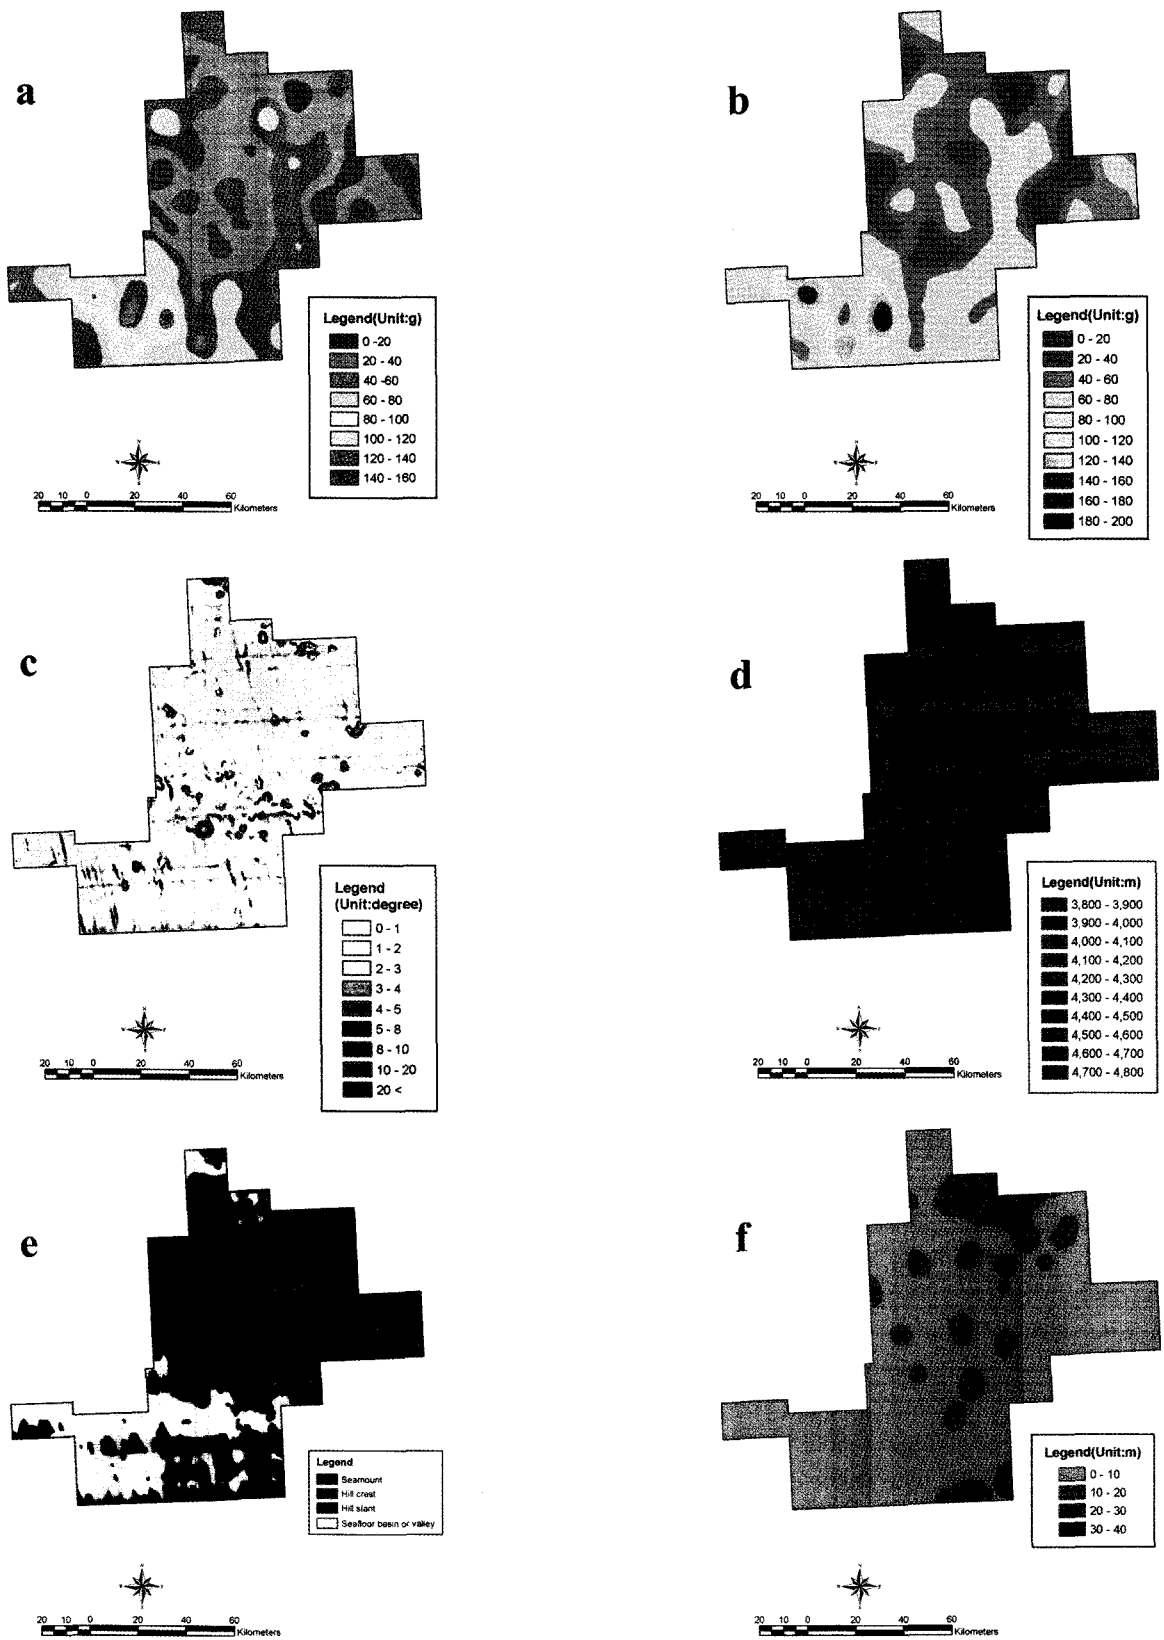 a
Legend(Unit:g)
0 -20
20 - 40
40 -60
60 - 80
80 - 100
100 - 120
120 - 140
140 - 160
20 10 0 20 40 60
Kilometers
b
Legend(Unit:g)
0 - 20
20 - 40
40 - 60
60 - 80
80 - 100
100 - 120
120 - 140
140 - 160
160 - 180
180 - 200
20 10 0 20 40 60
Kilometers
c
Legend
(Unit:degree)
0 - 1
1 - 2
2 - 3
3 - 4
4 - 5
5 - 8
8 - 10
10 - 20
20 <
20 10 0 20 40 60
Kilometers
d
Legend(Unit:m)
3,800 - 3,900
3,900 - 4,000
4,000 - 4,100
4,100 - 4,200
4,200 - 4,300
4,300 - 4,400
4,400 - 4,500
4,500 - 4,600
4,600 - 4,700
4,700 - 4,800
20 10 0 20 40 60
Kilometers
e
Legend
Seamount
Hill crest
Hill slant
Seafloor basin or valley
20 10 0 20 40 60
Kilometers
f
Legend(Unit:m)
0 - 10
10 - 20
20 - 30
30 - 40
20 10 0 20 40 60
Kilometers